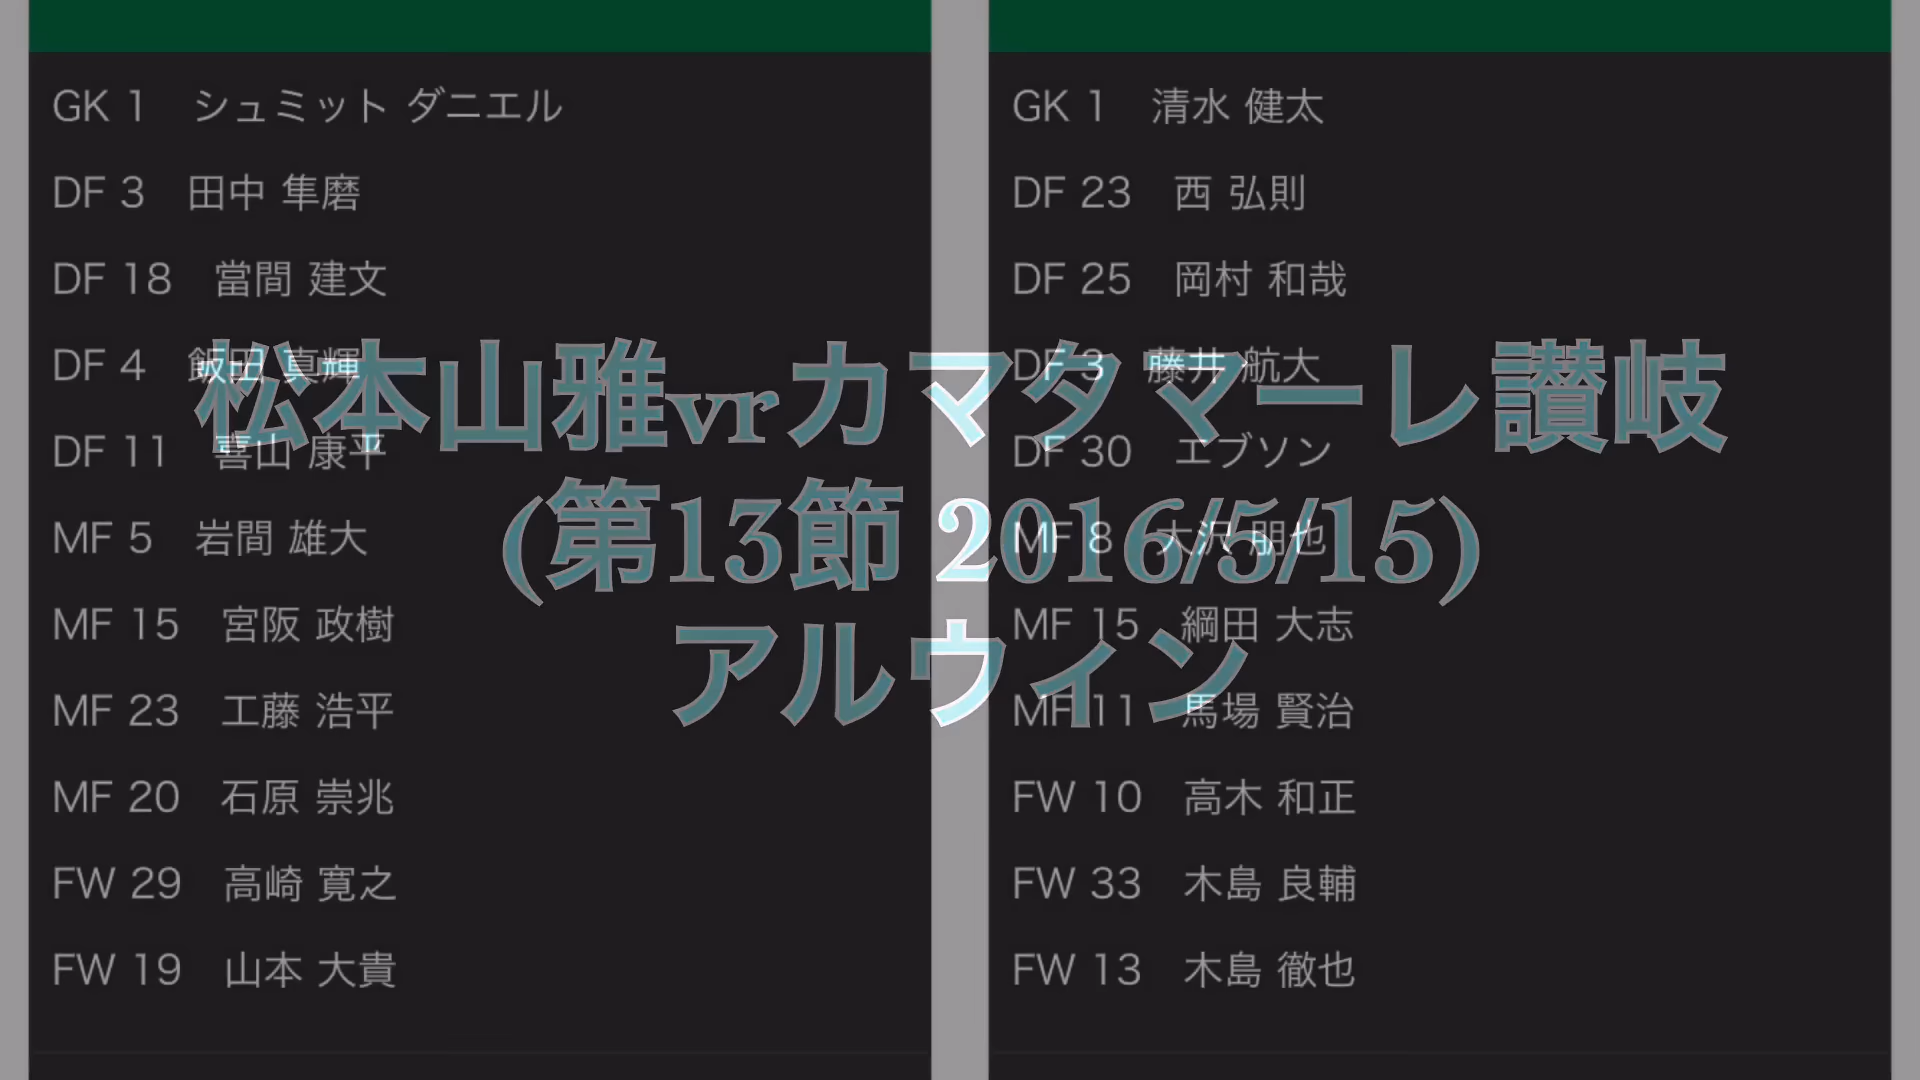 GK 1 シュミット ダニエル
DF 3 田中 隼磨
DF 18 當間 建文
DF 4 飯田 真輝
DF 11 喜山 康平
MF 5 岩間 雄大
MF 15 宮阪 政樹
MF 23 工藤 浩平
MF 20 石原 崇兆
FW 29 高崎 寛之
FW 19 山本 大貴
GK 1 清水 健太
DF 23 西 弘則
DF 25 岡村 和哉
DF 3 藤井 航大
DF 30 エブソン
MF 8 大沢 朋也
MF 15 綱田 大志
MF 11 馬場 賢治
FW 10 高木 和正
FW 33 木島 良輔
FW 13 木島 徹也
松本山雅vrカマタマーレ讃岐
(第13節 2016/5/15)
アルウィン